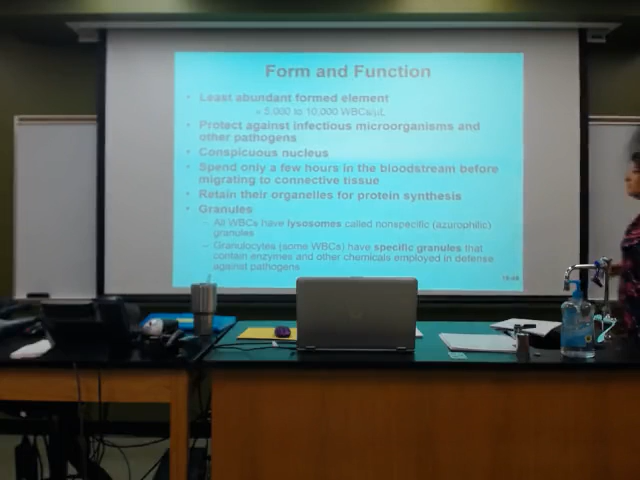 Form and Function
• Least abundant formed element
– 5,000 to 10,000 WBCs/µL
• Protect against infectious microorganisms and
other pathogens
• Conspicuous nucleus
• Spend only a few hours in the bloodstream before
migrating to connective tissue
• Retain their organelles for protein synthesis
• Granules
– All WBCs have lysosomes called nonspecific (azurophilic)
granules
– Granulocytes (some WBCs) have specific granules that
contain enzymes and other chemicals employed in defense
against pathogens